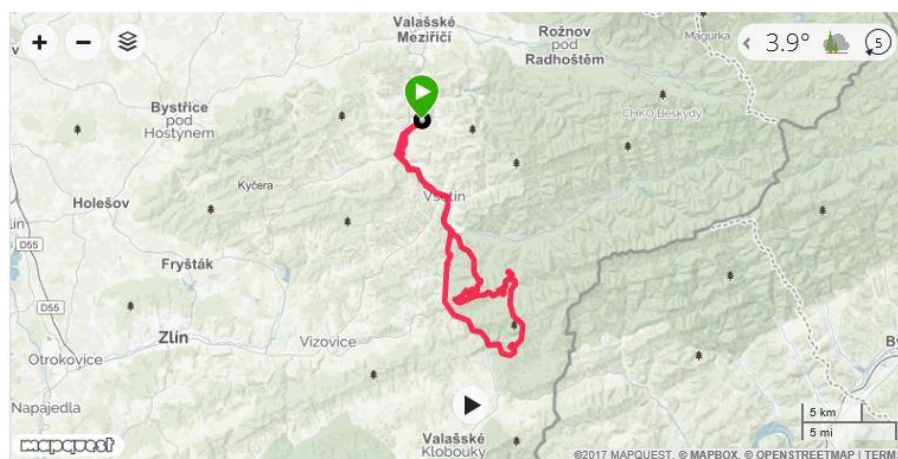 Valašské
Meziříčí
Rožnov
pod
Radhoštěm
Magurka
3.9°
5
Bystřice
pod
Hostýnem
CHKO Beskydy
Kyčera
Vsetín
Holešov
D55
Fryšták
D55
Zlín
Vizovice
Otrokovice
Napajedla
5 km
5 mi
mapquest
Valašské
Klobouky
©2017 MAPQUEST, © MAPBOX, © OPENSTREETMAP | TERMS